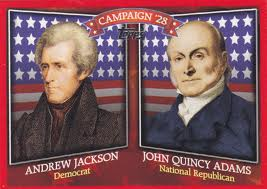 CAMPAIGN '28
Topps
ANDREW JACKSON
Democrat
JOHN QUINCY ADAMS
National Republican